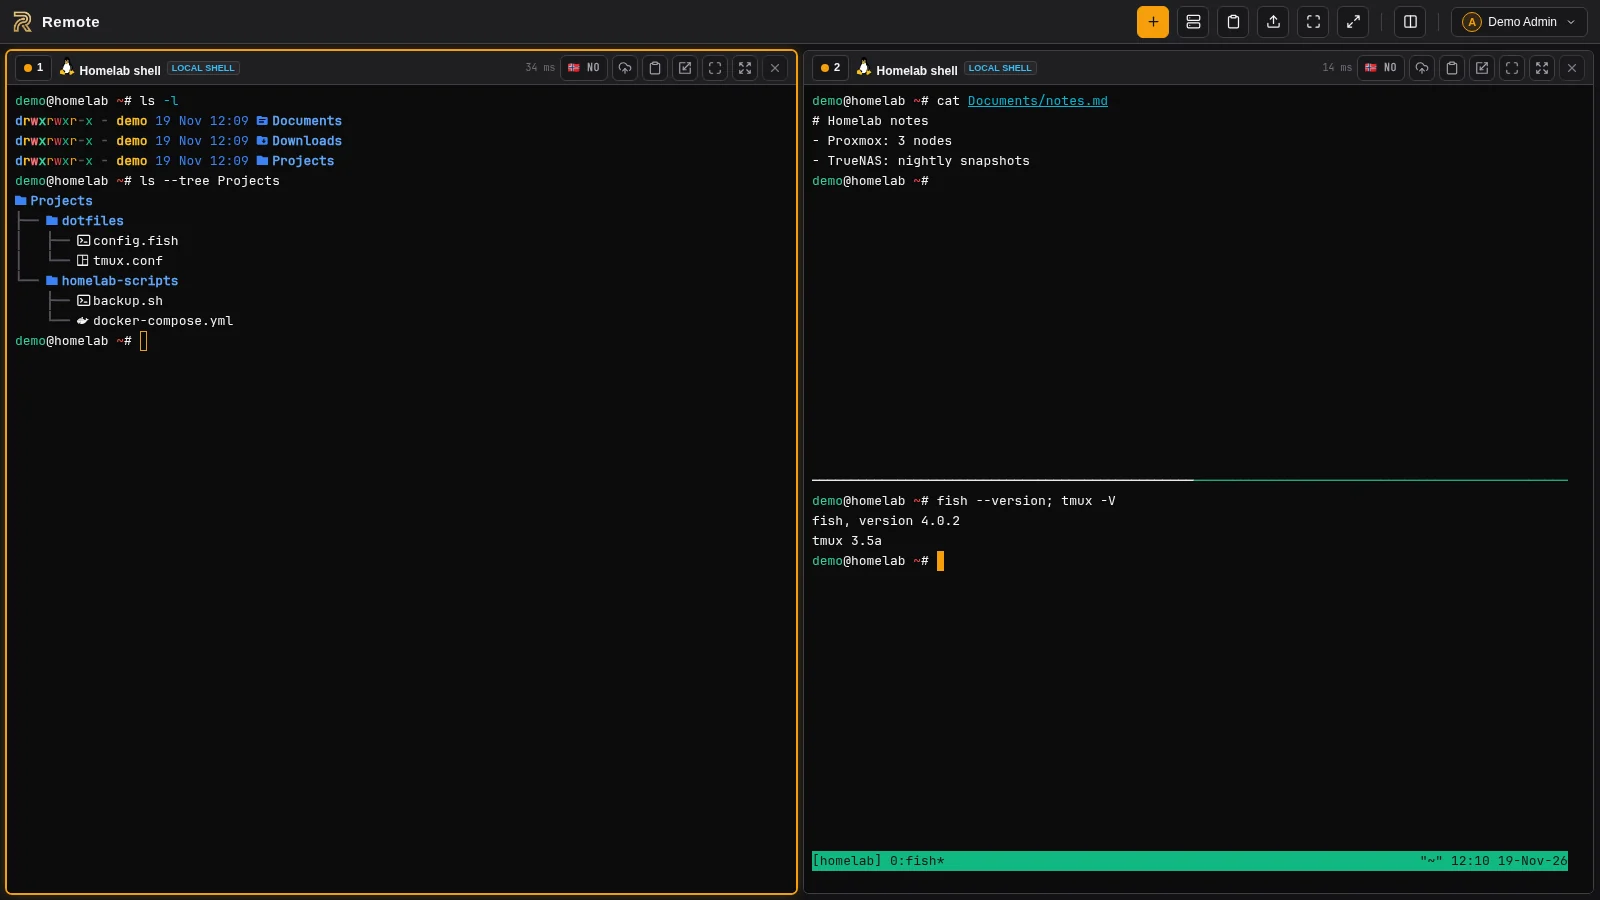 Remote
A Demo Admin
1 Homelab shell LOCAL SHELL 34 ms NO
demo@homelab ~# ls -l
drwxrwxr-x - demo 19 Nov 12:09 Documents
drwxrwxr-x - demo 19 Nov 12:09 Downloads
drwxrwxr-x - demo 19 Nov 12:09 Projects
demo@homelab ~# ls --tree Projects
Projects
dotfiles
config.fish
tmux.conf
homelab-scripts
backup.sh
docker-compose.yml
demo@homelab ~#
2 Homelab shell LOCAL SHELL 14 ms NO
demo@homelab ~# cat Documents/notes.md
# Homelab notes
- Proxmox: 3 nodes
- TrueNAS: nightly snapshots
demo@homelab ~#
demo@homelab ~# fish --version; tmux -V
fish, version 4.0.2
tmux 3.5a
demo@homelab ~#
[homelab] 0:fish* "~" 12:10 19-Nov-26